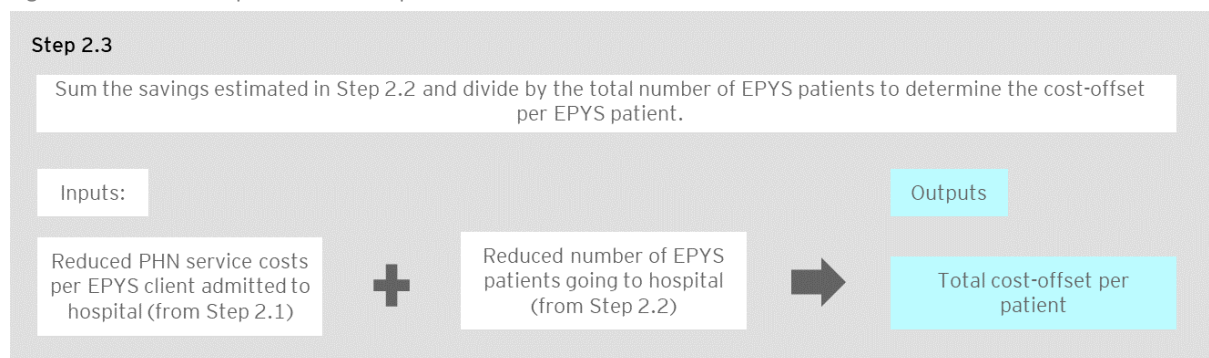 Step 2.3
Sum the savings estimated in Step 2.2 and divide by the total number of EPYS patients to determine the cost-offset
per EPYS patient.
Inputs:
Outputs
Reduced PHN service costs
per EPYS client admitted to
hospital (from Step 2.1)
Reduced number of EPYS
patients going to hospital
(from Step 2.2)
Total cost-offset per
patient